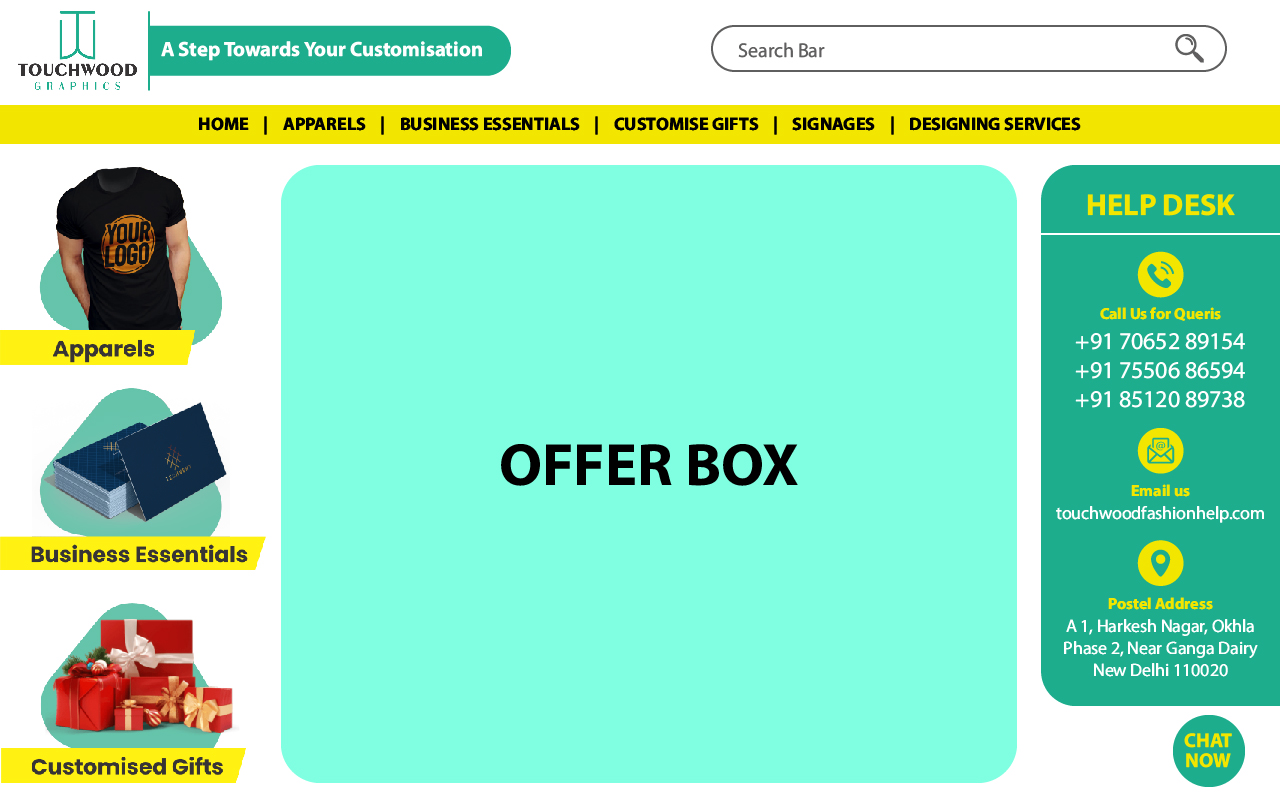 TOUCHWOOD
GRAPHICS
A Step Towards Your Customisation
Search Bar
HOME | APPARELS | BUSINESS ESSENTIALS | CUSTOMISE GIFTS | SIGNAGES | DESIGNING SERVICES
YOUR
LOGO
Apparels
Business Essentials
Customised Gifts
OFFER BOX
HELP DESK
Call Us for Queris
+91 70652 89154
+91 75506 86594
+91 85120 89738
Email us
touchwoodfashionhelp.com
Postel Address
A 1, Harkesh Nagar, Okhla
Phase 2, Near Ganga Dairy
New Delhi 110020
CHAT
NOW